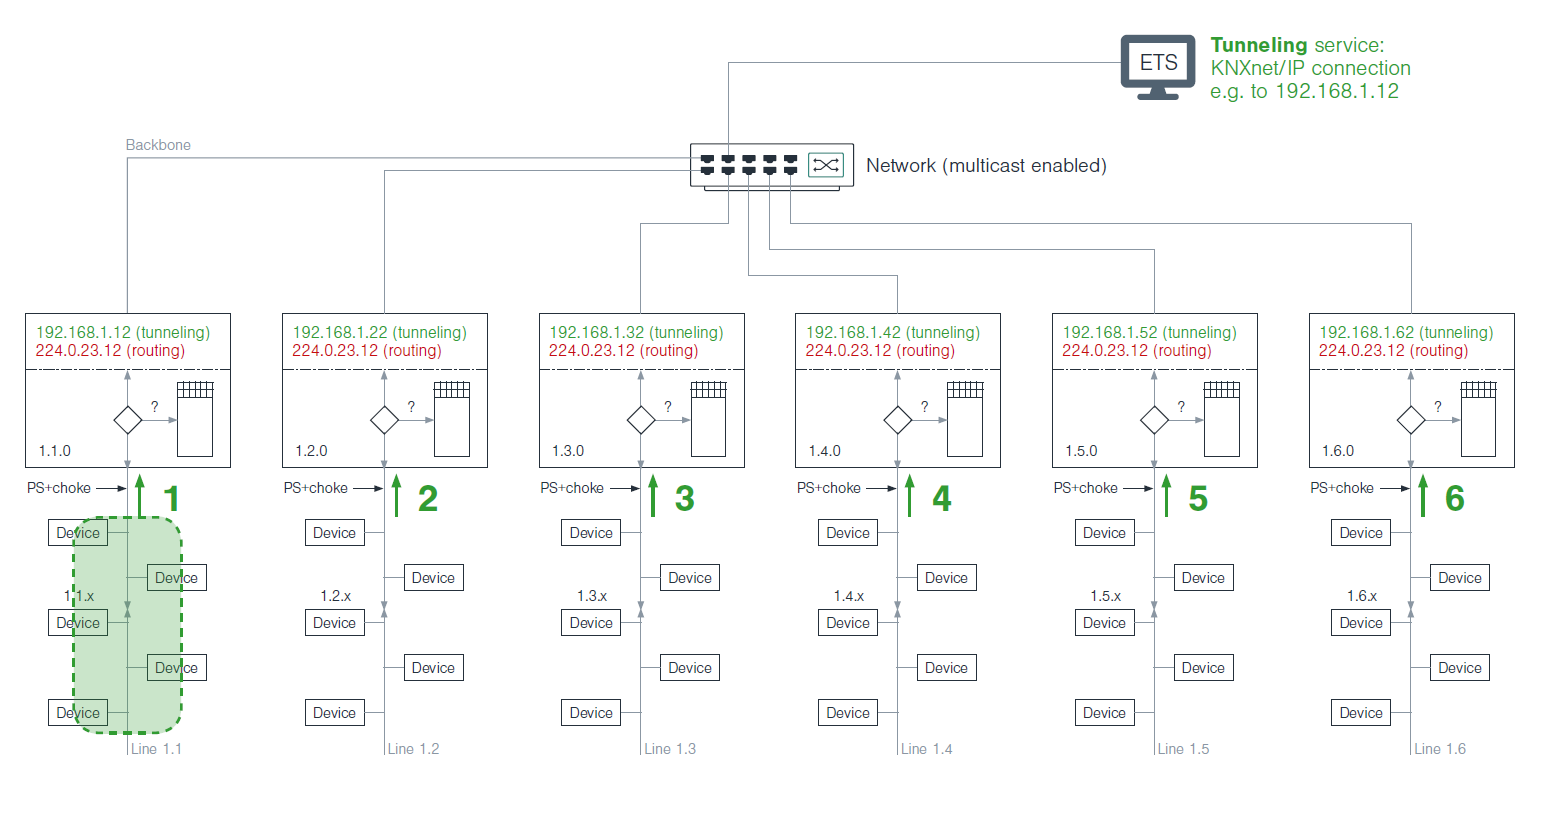 ETS
Tunneling service:
KNXnet/IP connection
e.g. to 192.168.1.12
Backbone
Network (multicast enabled)
192.168.1.12 (tunneling)
224.0.23.12 (routing)
?
1.1.0
PS+choke
1
Device
Device
1.1.x
Device
Device
Device
Line 1.1
192.168.1.22 (tunneling)
224.0.23.12 (routing)
?
1.2.0
PS+choke
2
Device
Device
1.2.x
Device
Device
Device
Line 1.2
192.168.1.32 (tunneling)
224.0.23.12 (routing)
?
1.3.0
PS+choke
3
Device
Device
1.3.x
Device
Device
Device
Line 1.3
192.168.1.42 (tunneling)
224.0.23.12 (routing)
?
1.4.0
PS+choke
4
Device
Device
1.4.x
Device
Device
Device
Line 1.4
192.168.1.52 (tunneling)
224.0.23.12 (routing)
?
1.5.0
PS+choke
5
Device
Device
1.5.x
Device
Device
Device
Line 1.5
192.168.1.62 (tunneling)
224.0.23.12 (routing)
?
1.6.0
PS+choke
6
Device
Device
1.6.x
Device
Device
Device
Line 1.6